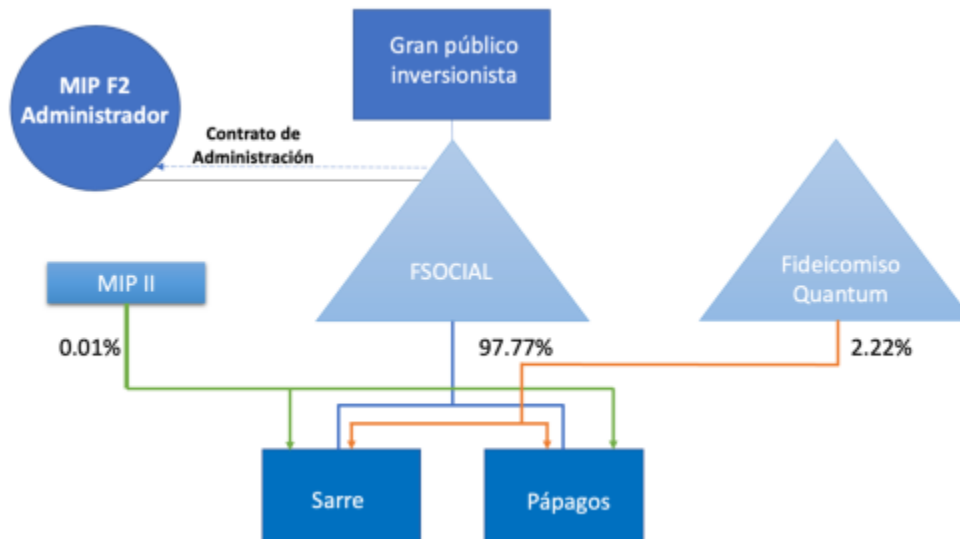 Gran público
inversionista
MIP F2
Administrador
Contrato de
Administración
FSOCIAL
Fideicomiso
Quantum
MIP II
0.01%
97.77%
2.22%
Sarre
Pápagos